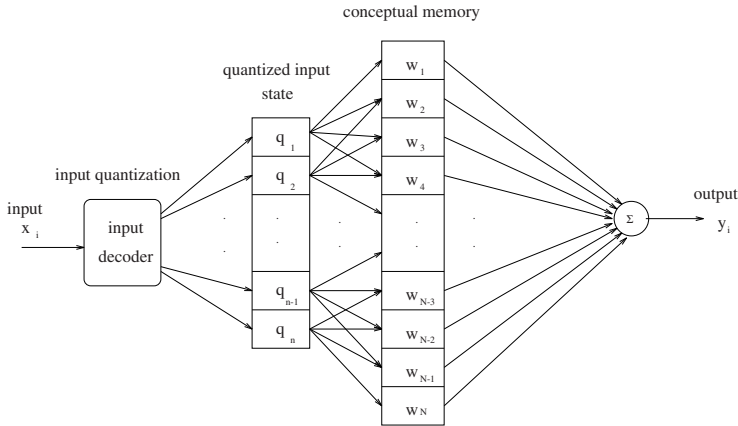 conceptual memory
quantized input
state
input quantization
input
x i
input
decoder
q 1
q 2
q n-1
q n
w 1
w 2
w 3
w 4
w N-3
w N-2
w N-1
w N
Σ
output
y i